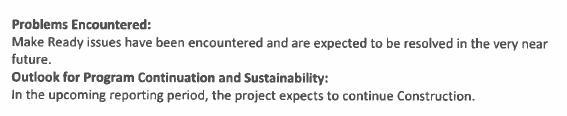 Problems Encountered:
Make Ready issues have been encountered and are expected to be resolved in the very near
future.
Outlook for Program Continuation and Sustainability:
In the upcoming reporting period, the project expects to continue Construction.